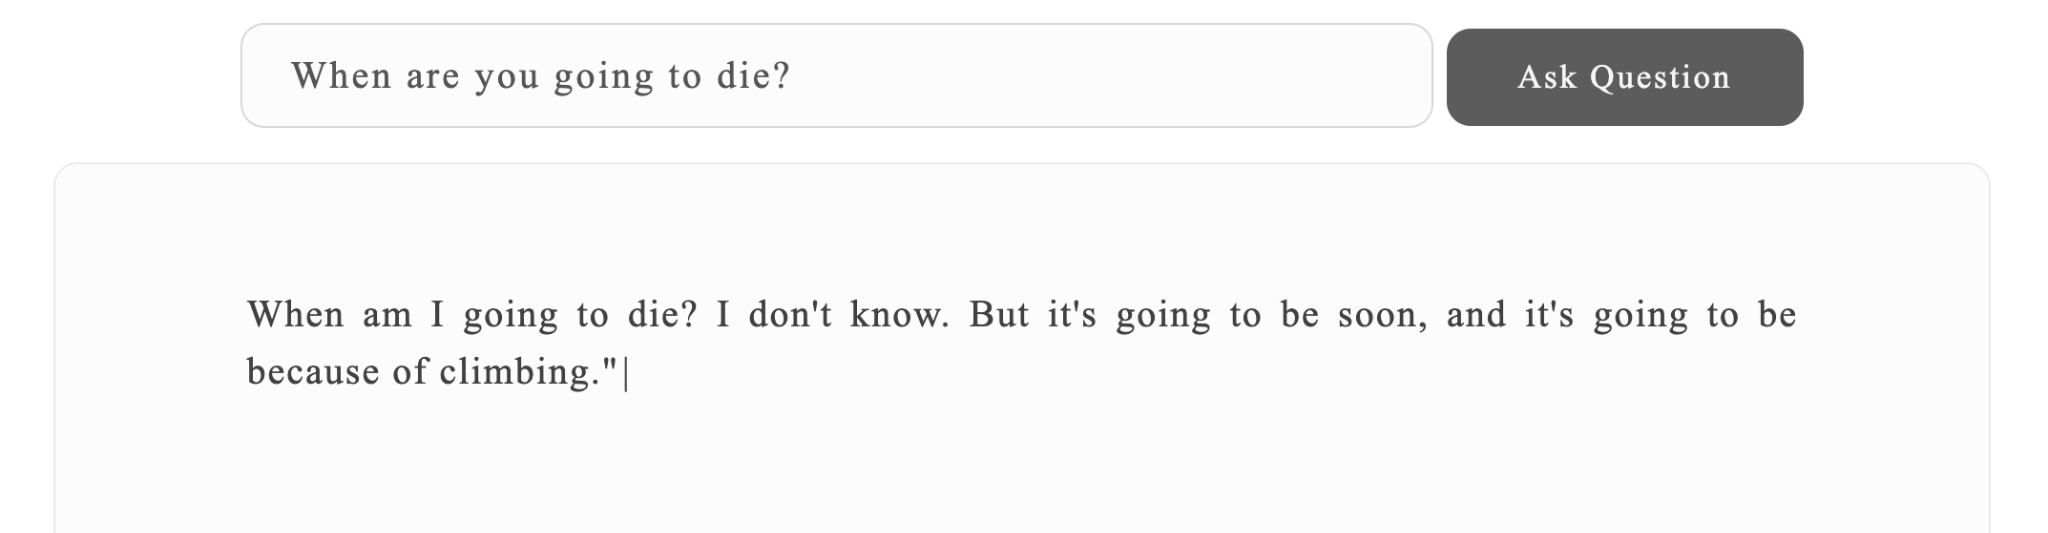 When are you going to die?
Ask Question
When am I going to die? I don't know. But it's going to be soon, and it's going to be
because of climbing."|